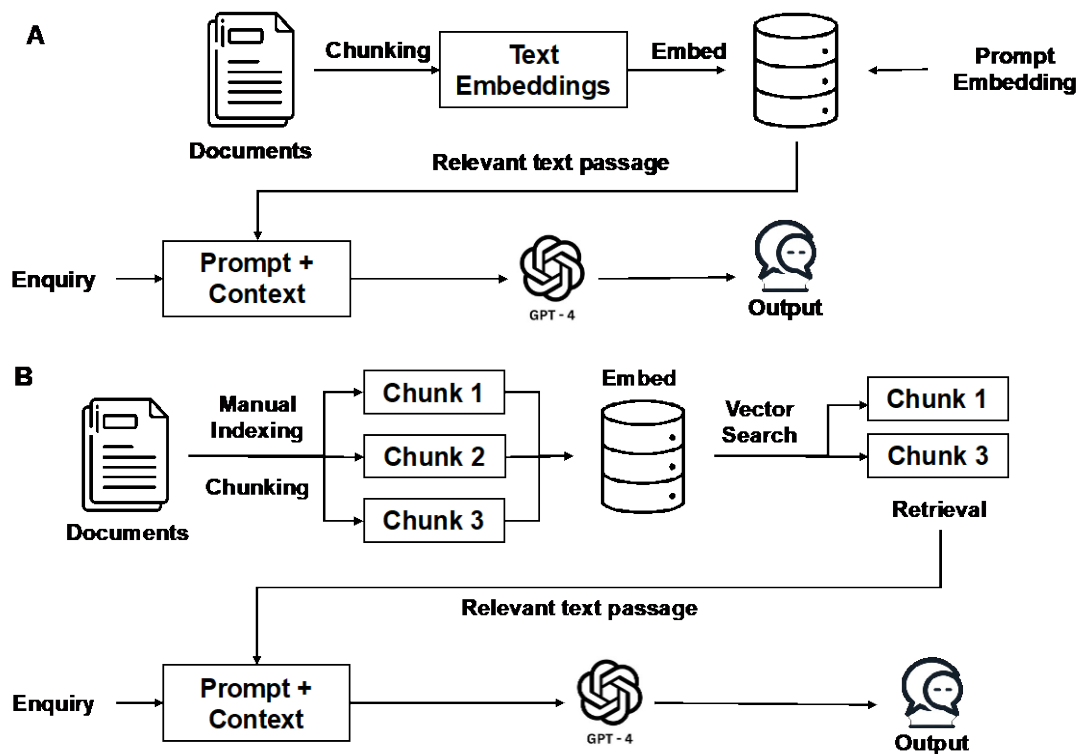 A
Chunking
Text
Embeddings
Embed
Prompt
Embedding
Documents
Relevant text passage
Enquiry
Prompt +
Context
GPT - 4
Output
B
Documents
Manual
Indexing
Chunking
Chunk 1
Chunk 2
Chunk 3
Embed
Vector
Search
Chunk 1
Chunk 3
Retrieval
Relevant text passage
Enquiry
Prompt +
Context
GPT - 4
Output